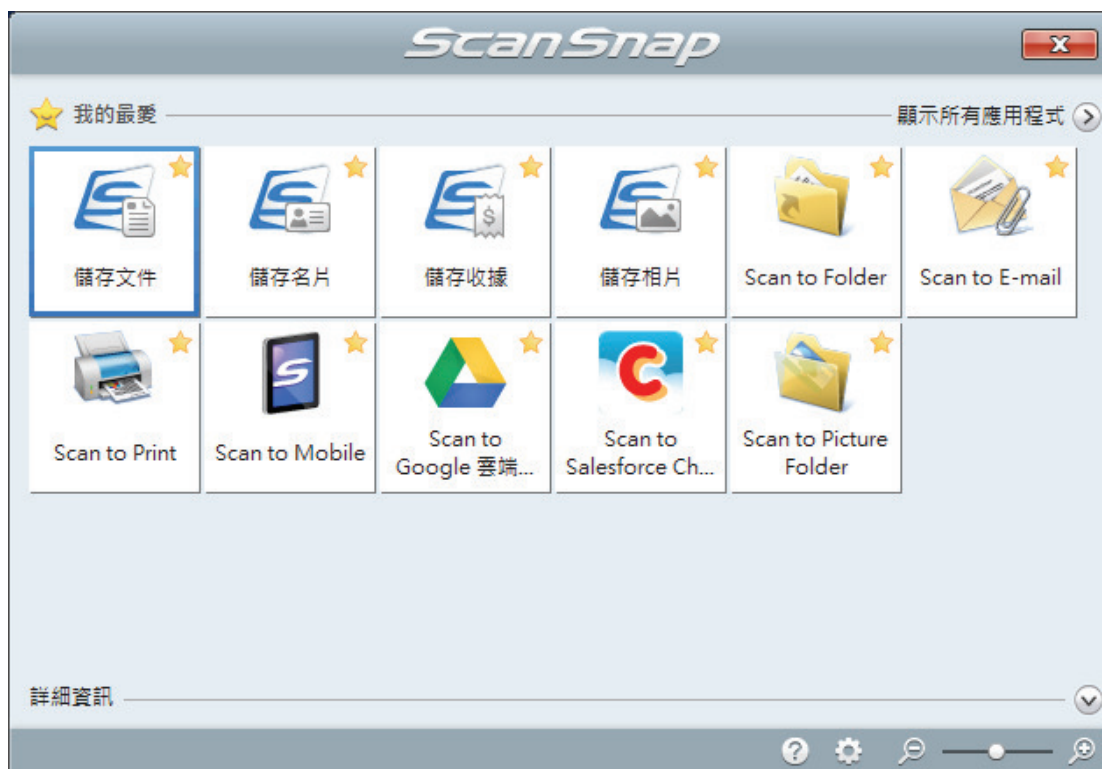 ScanSnap
我的最愛
顯示所有應用程式
儲存文件
儲存名片
儲存收據
儲存相片
Scan to Folder
Scan to E-mail
Scan to Print
Scan to Mobile
Scan to
Google 雲端...
Scan to
Salesforce Ch...
Scan to Picture
Folder
詳細資訊